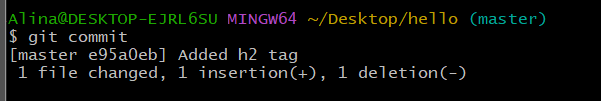 Alina@DESKTOP-EJRL6SU MINGW64 ~/Desktop/hello (master)
$ git commit
[master e95a0eb] Added h2 tag
 1 file changed, 1 insertion(+), 1 deletion(-)